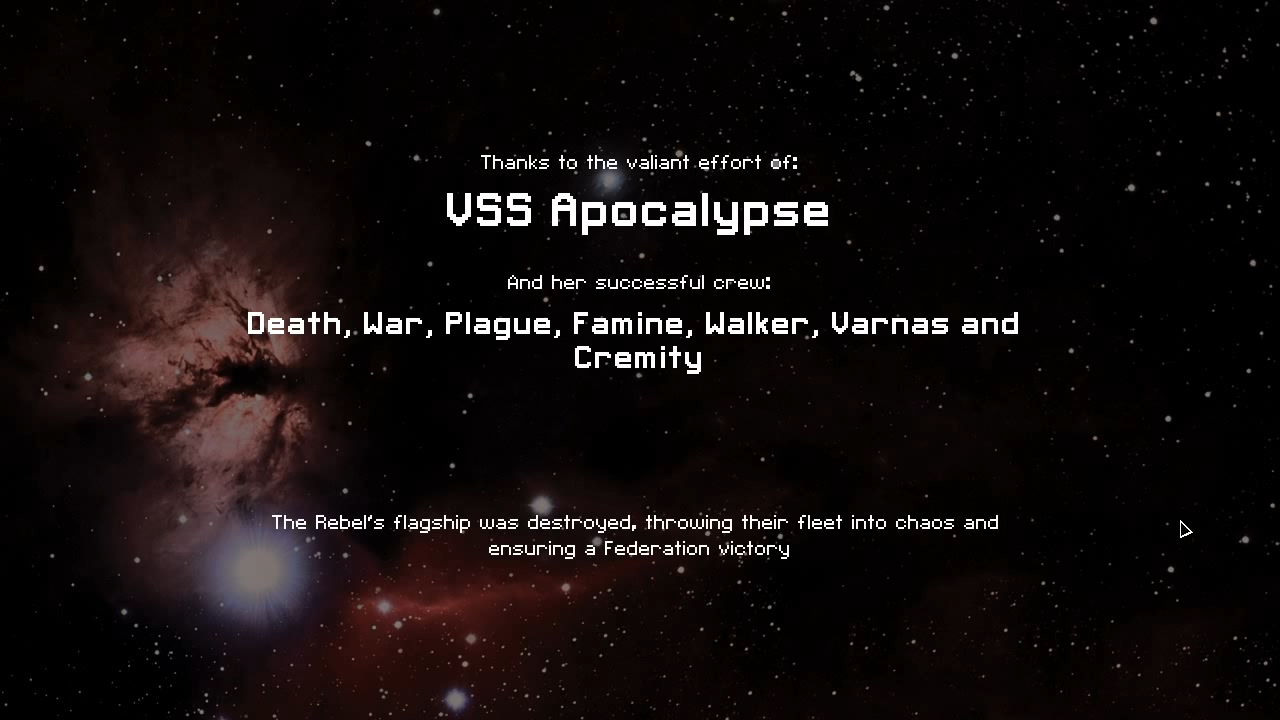 Thanks to the valiant effort of:
VSS Apocalypse
And her successful crew:
Death, War, Plague, Famine, Walker, Varnas and
Cremity
The Rebel's flagship was destroyed, throwing their fleet into chaos and
ensuring a Federation victory